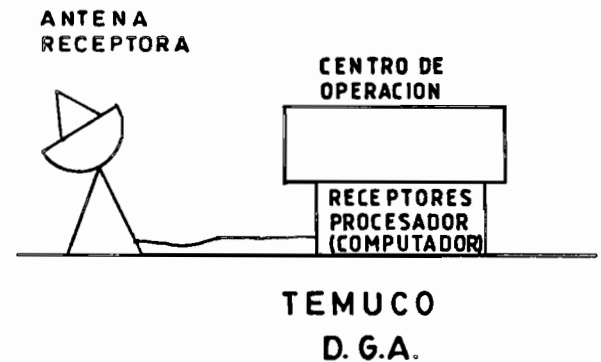 ANTENA
RECEPTORA
CENTRO DE
OPERACION
RECEPTORES
PROCESADOR
(COMPUTADOR)
TEMUCO
D. G.A.